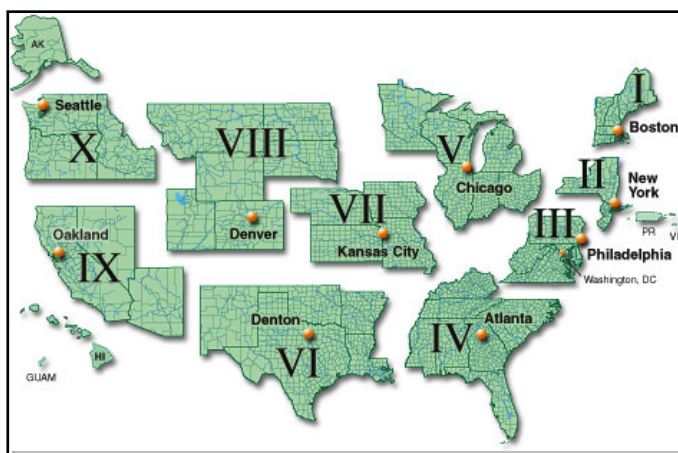 AK
Seattle
X
VIII
Denver
VII
Kansas City
V
Chicago
I
Boston
II
New
York
PR
III
Philadelphia
Washington, DC
Oakland
IX
HI
GUAM
Denton
VI
IV
Atlanta